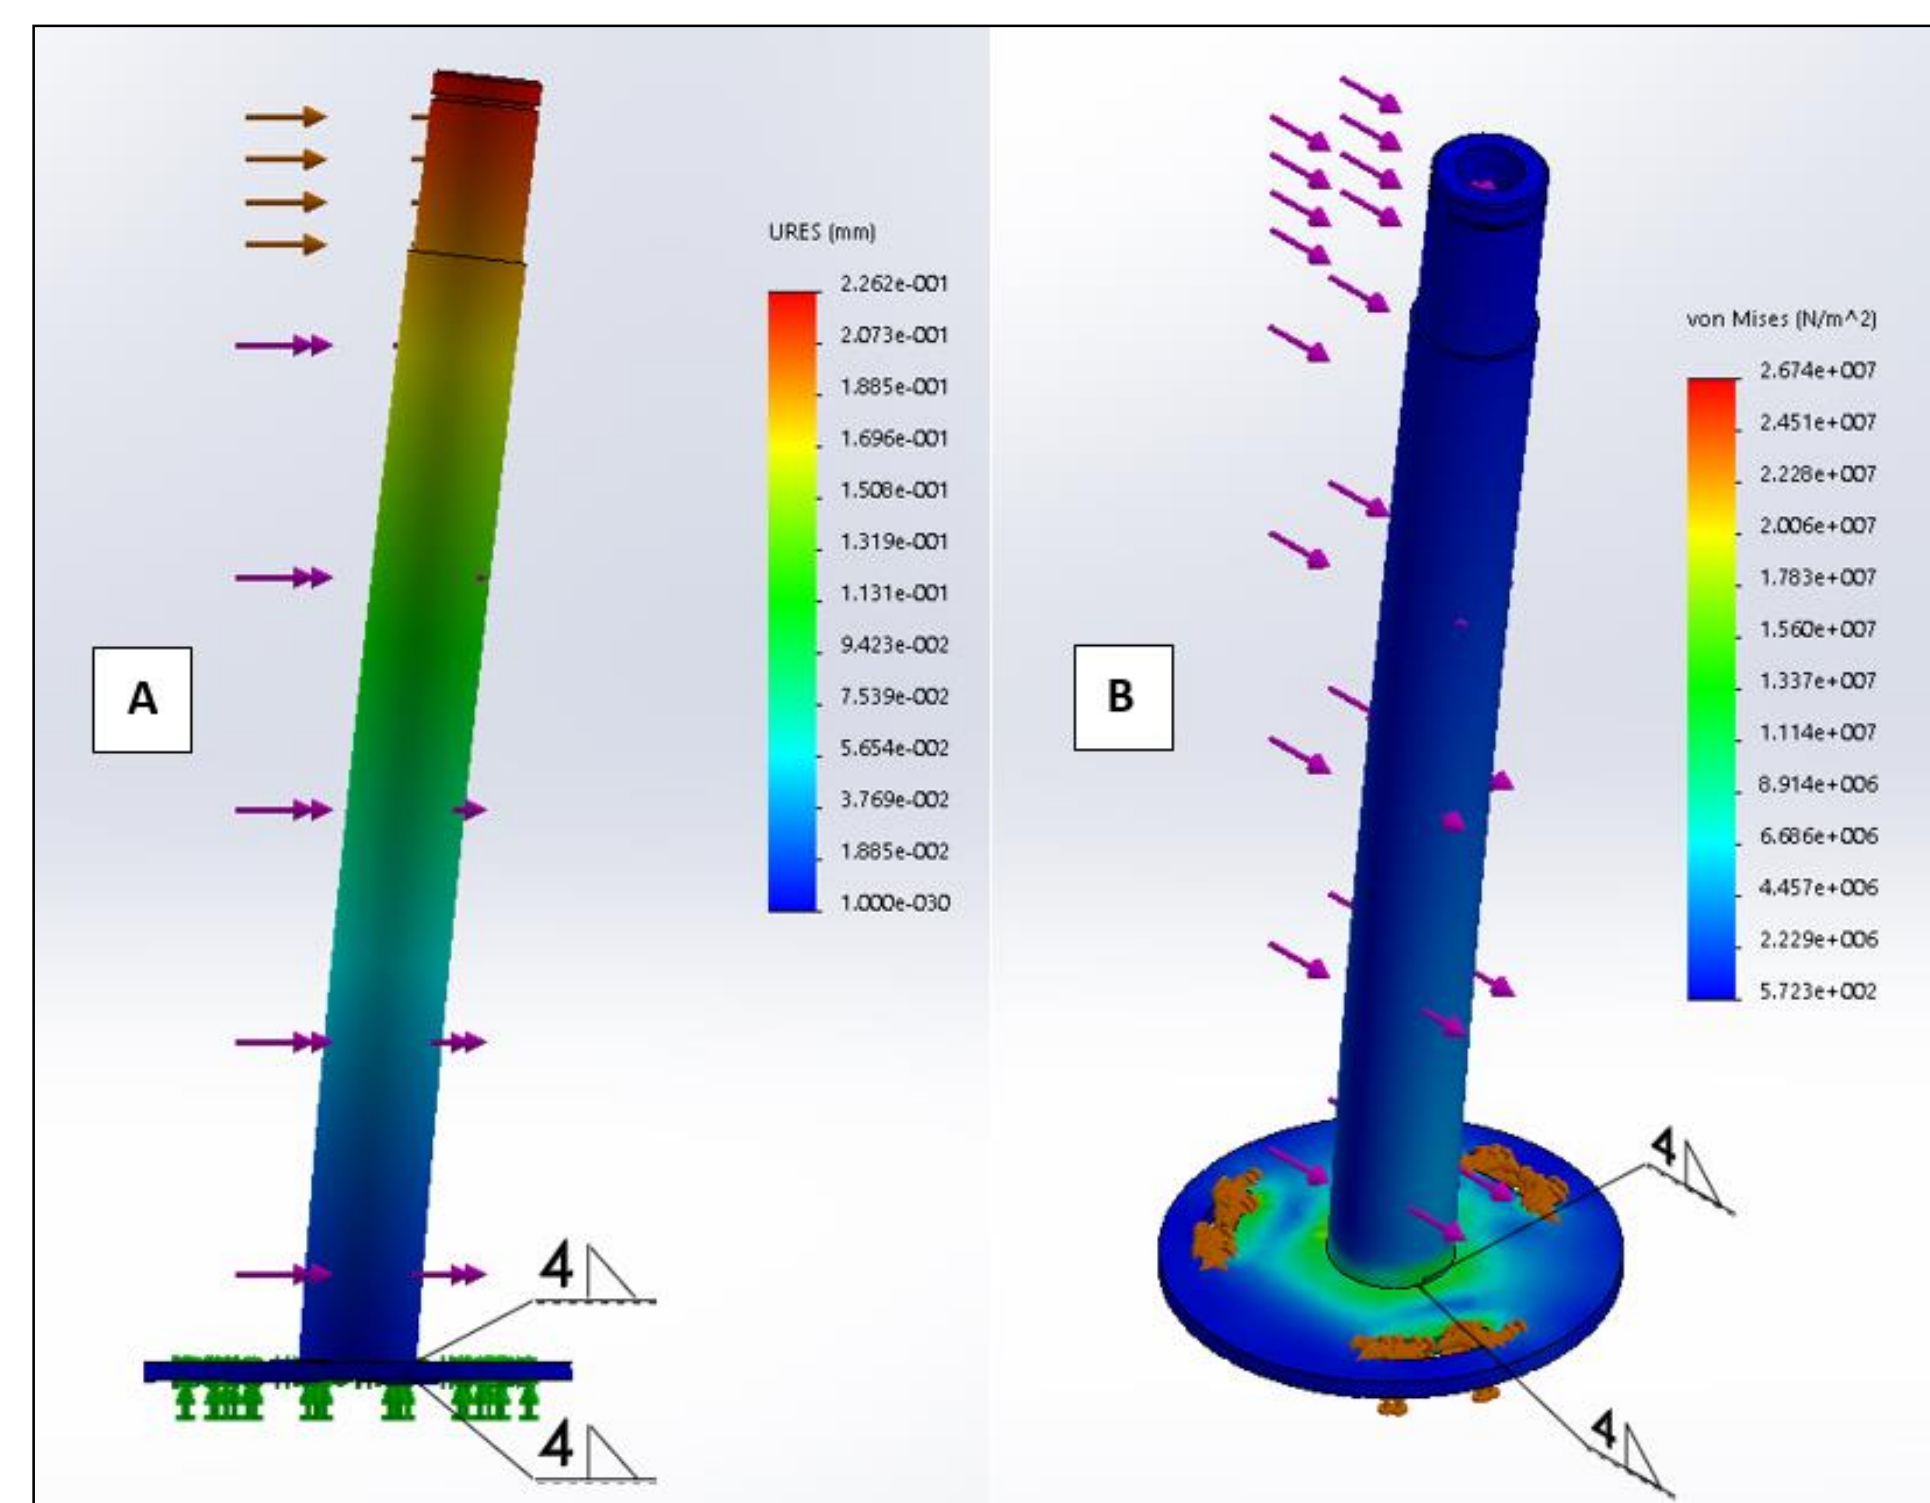 URES (mm)
2.262e-001
2.073e-001
1.885e-001
1.696e-001
1.508e-001
1.319e-001
1.131e-001
9.423e-002
7.539e-002
5.654e-002
3.769e-002
1.885e-002
1.000e-030
A
4
4
von Mises (N/m^2)
2.674e+007
2.451e+007
2.228e+007
2.006e+007
1.783e+007
1.560e+007
1.337e+007
1.114e+007
8.914e+006
6.686e+006
4.457e+006
2.229e+006
5.723e+002
B
4
4